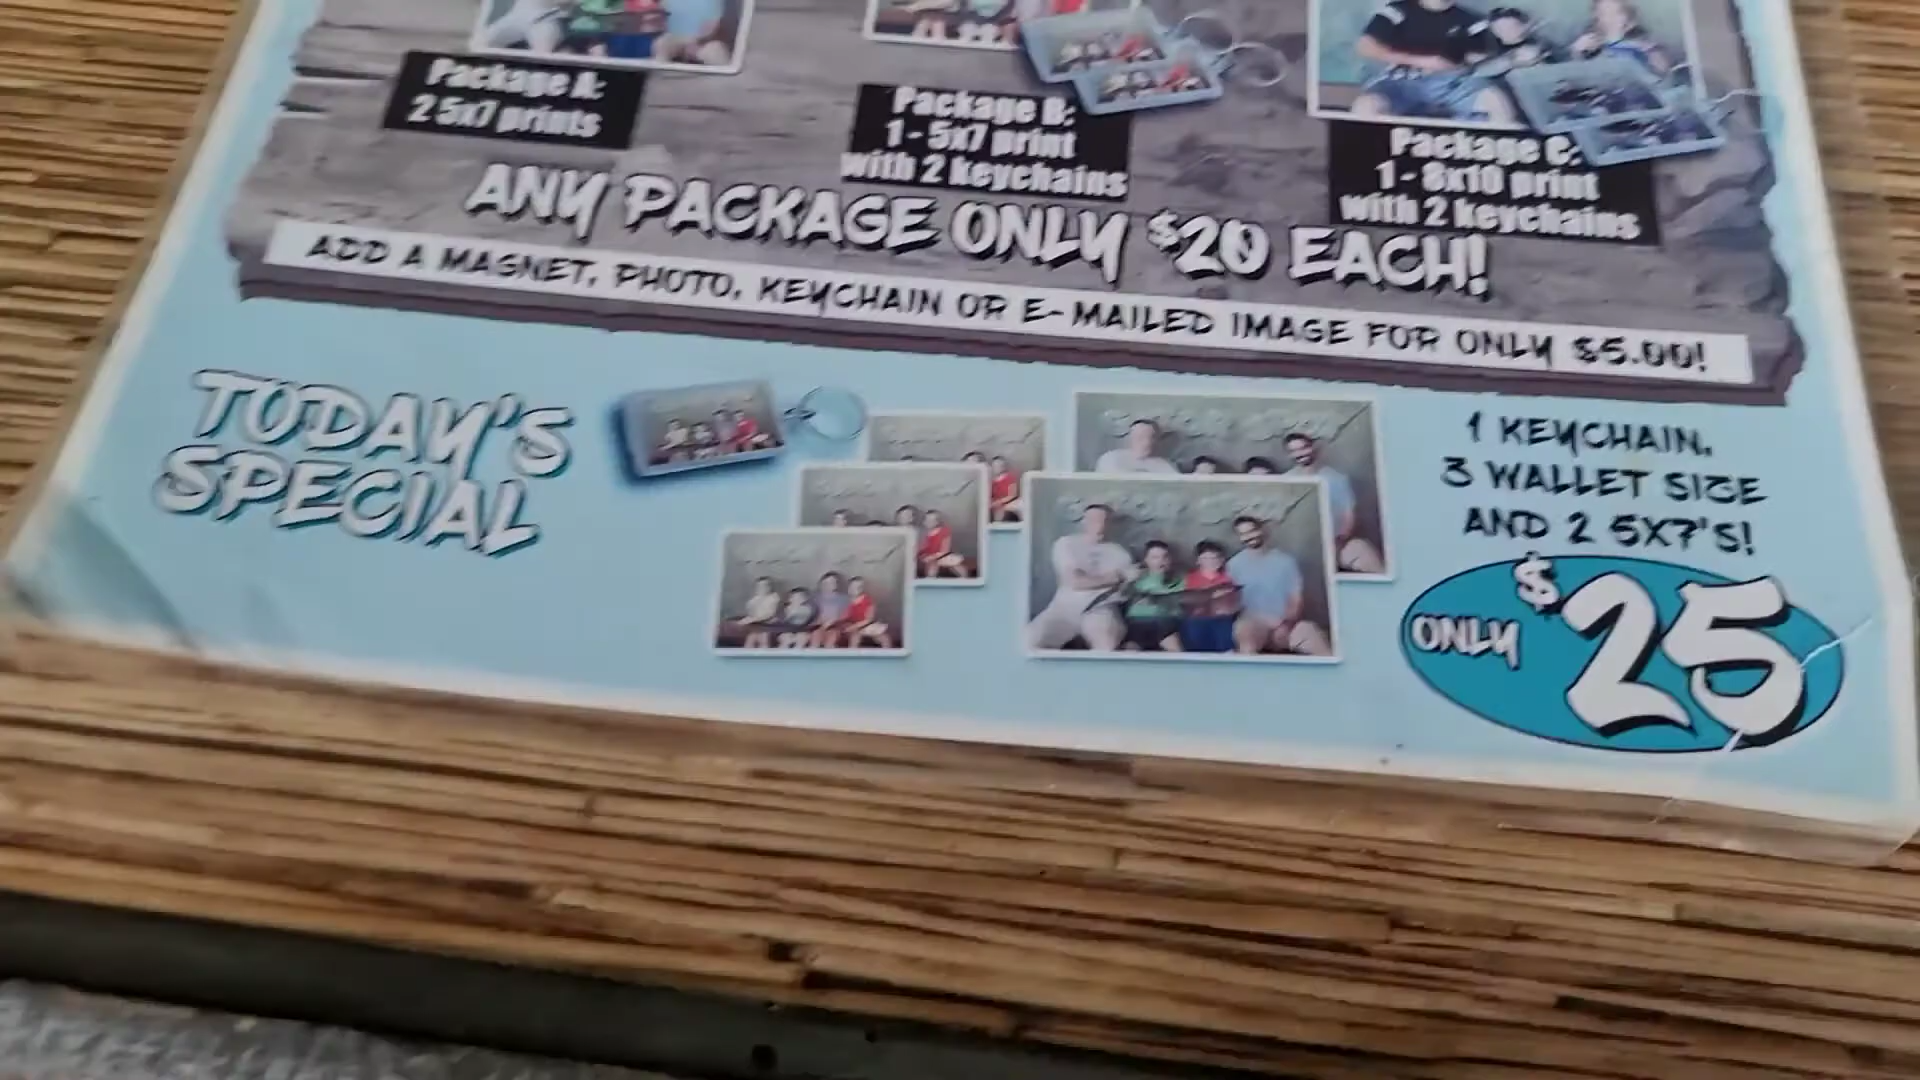 Package A:
2 5x7 prints
Package B:
1 - 5x7 print
with 2 keychains
Package C:
1 - 8x10 print
with 2 keychains
ANY PACKAGE ONLY $20 EACH!
ADD A MAGNET, PHOTO, KEYCHAIN OR E-MAILED IMAGE FOR ONLY $5.00!
TODAY'S
SPECIAL
1 KEYCHAIN,
3 WALLET SIZE
AND 2 5X7'S!
ONLY $25